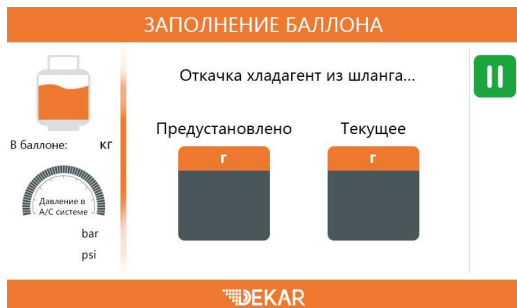 ЗАПОЛНЕНИЕ БАЛЛОНА
Откачка хладагент из шланга...
Предустановлено
Текущее
г
г
В баллоне: кг
Давление в
A/C системе
bar
psi
DEKAR